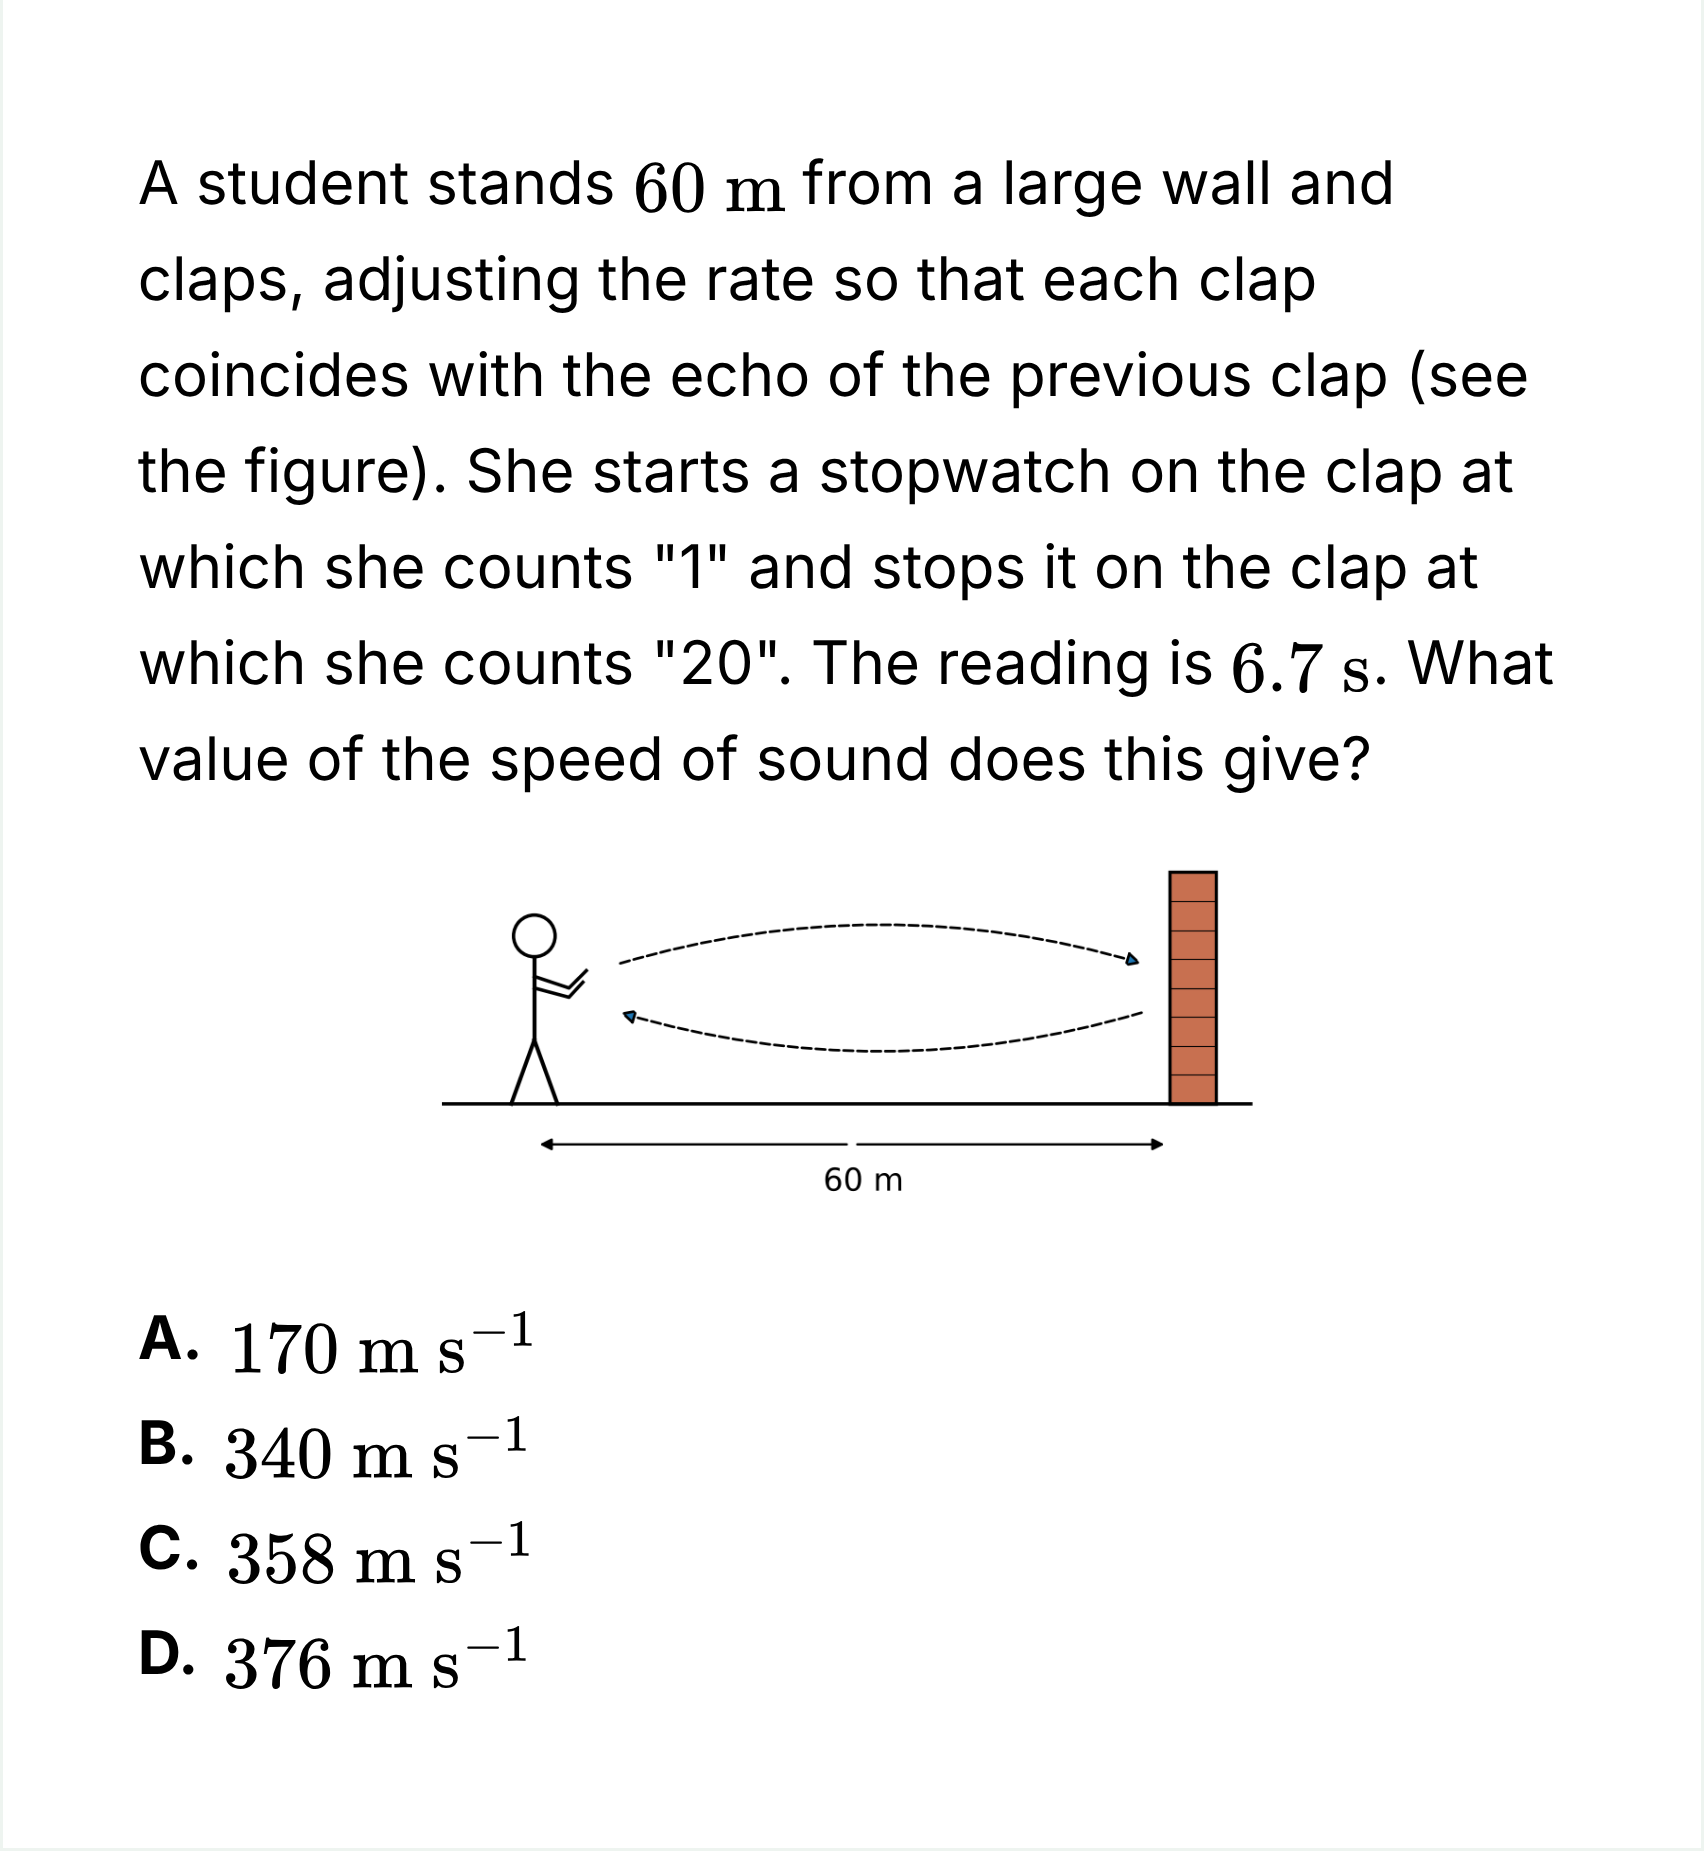 A student stands 60 m from a large wall and
claps, adjusting the rate so that each clap
coincides with the echo of the previous clap (see
the figure). She starts a stopwatch on the clap at
which she counts "1" and stops it on the clap at
which she counts "20". The reading is 6.7 s. What
value of the speed of sound does this give?
60 m
A. 170 m s⁻¹
B. 340 m s⁻¹
C. 358 m s⁻¹
D. 376 m s⁻¹